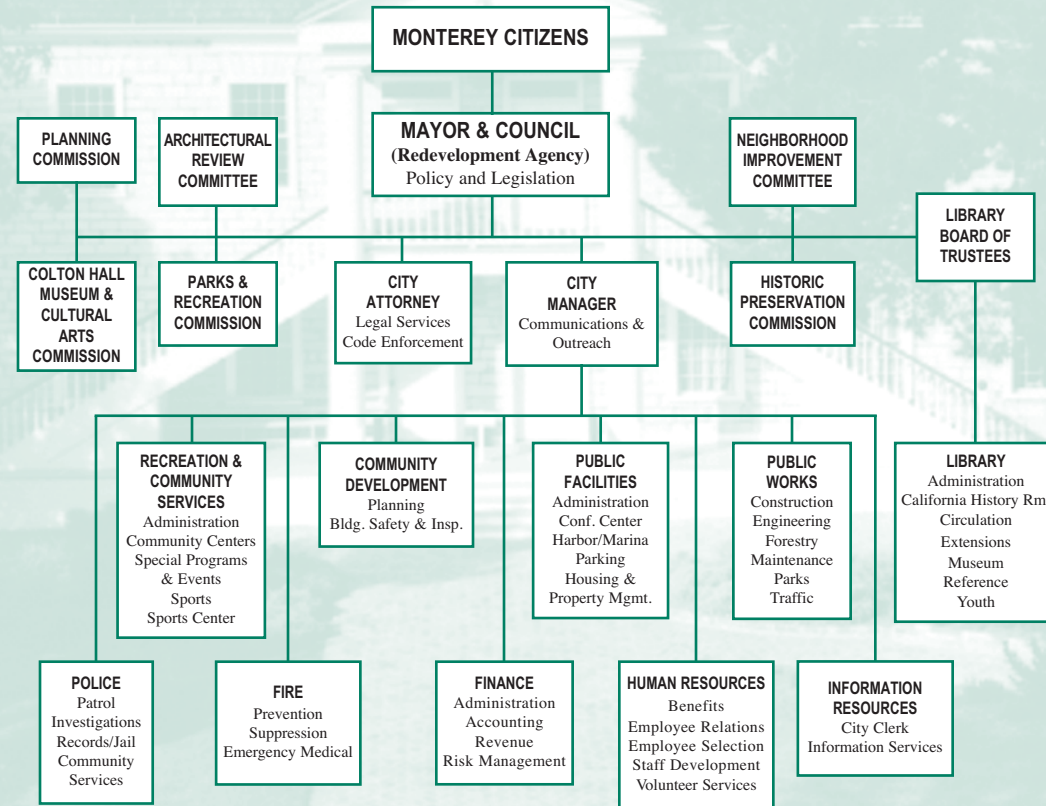 MONTEREY CITIZENS
MAYOR & COUNCIL
(Redevelopment Agency)
Policy and Legislation
PLANNING
COMMISSION
ARCHITECTURAL
REVIEW
COMMITTEE
NEIGHBORHOOD
IMPROVEMENT
COMMITTEE
LIBRARY
BOARD OF
TRUSTEES
COLTON HALL
MUSEUM &
CULTURAL
ARTS
COMMISSION
PARKS &
RECREATION
COMMISSION
CITY
ATTORNEY
Legal Services
Code Enforcement
CITY
MANAGER
Communications &
Outreach
HISTORIC
PRESERVATION
COMMISSION
RECREATION &
COMMUNITY
SERVICES
Administration
Community Centers
Special Programs
& Events
Sports
Sports Center
COMMUNITY
DEVELOPMENT
Planning
Bldg. Safety & Insp.
PUBLIC
FACILITIES
Administration
Conf. Center
Harbor/Marina
Parking
Housing &
Property Mgmt.
PUBLIC
WORKS
Construction
Engineering
Forestry
Maintenance
Parks
Traffic
LIBRARY
Administration
California History Rm
Circulation
Extensions
Museum
Reference
Youth
POLICE
Patrol
Investigations
Records/Jail
Community
Services
FIRE
Prevention
Suppression
Emergency Medical
FINANCE
Administration
Accounting
Revenue
Risk Management
HUMAN RESOURCES
Benefits
Employee Relations
Employee Selection
Staff Development
Volunteer Services
INFORMATION
RESOURCES
City Clerk
Information Services